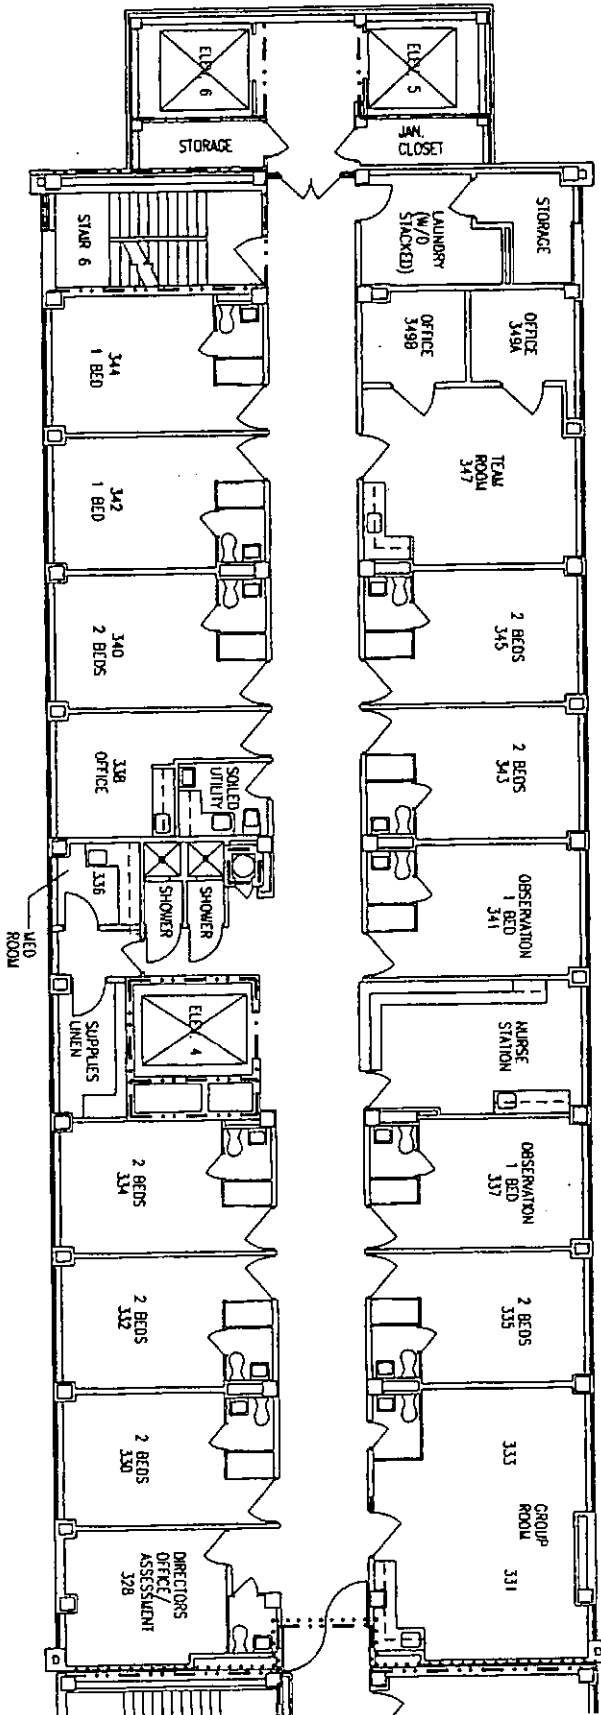 ELEV. 6
ELEV. 5
STORAGE
JAN.
CLOSET
STAIR 6
LAUNDRY
(W/D
STACKED)
STORAGE
OFFICE
349B
OFFICE
349A
344
1 BED
342
1 BED
TEAM
ROOM
347
340
2 BEDS
2 BEDS
345
338
OFFICE
SOILED
UTILITY
2 BEDS
343
336
SHOWER
SHOWER
OBSERVATION
1 BED
341
MED
ROOM
SUPPLIES
LINEN
ELEV. 4
NURSE
STATION
2 BEDS
334
OBSERVATION
1 BED
337
2 BEDS
332
2 BEDS
335
2 BEDS
330
333
GROUP
ROOM
331
DIRECTORS
OFFICE/
ASSESSMENT
328